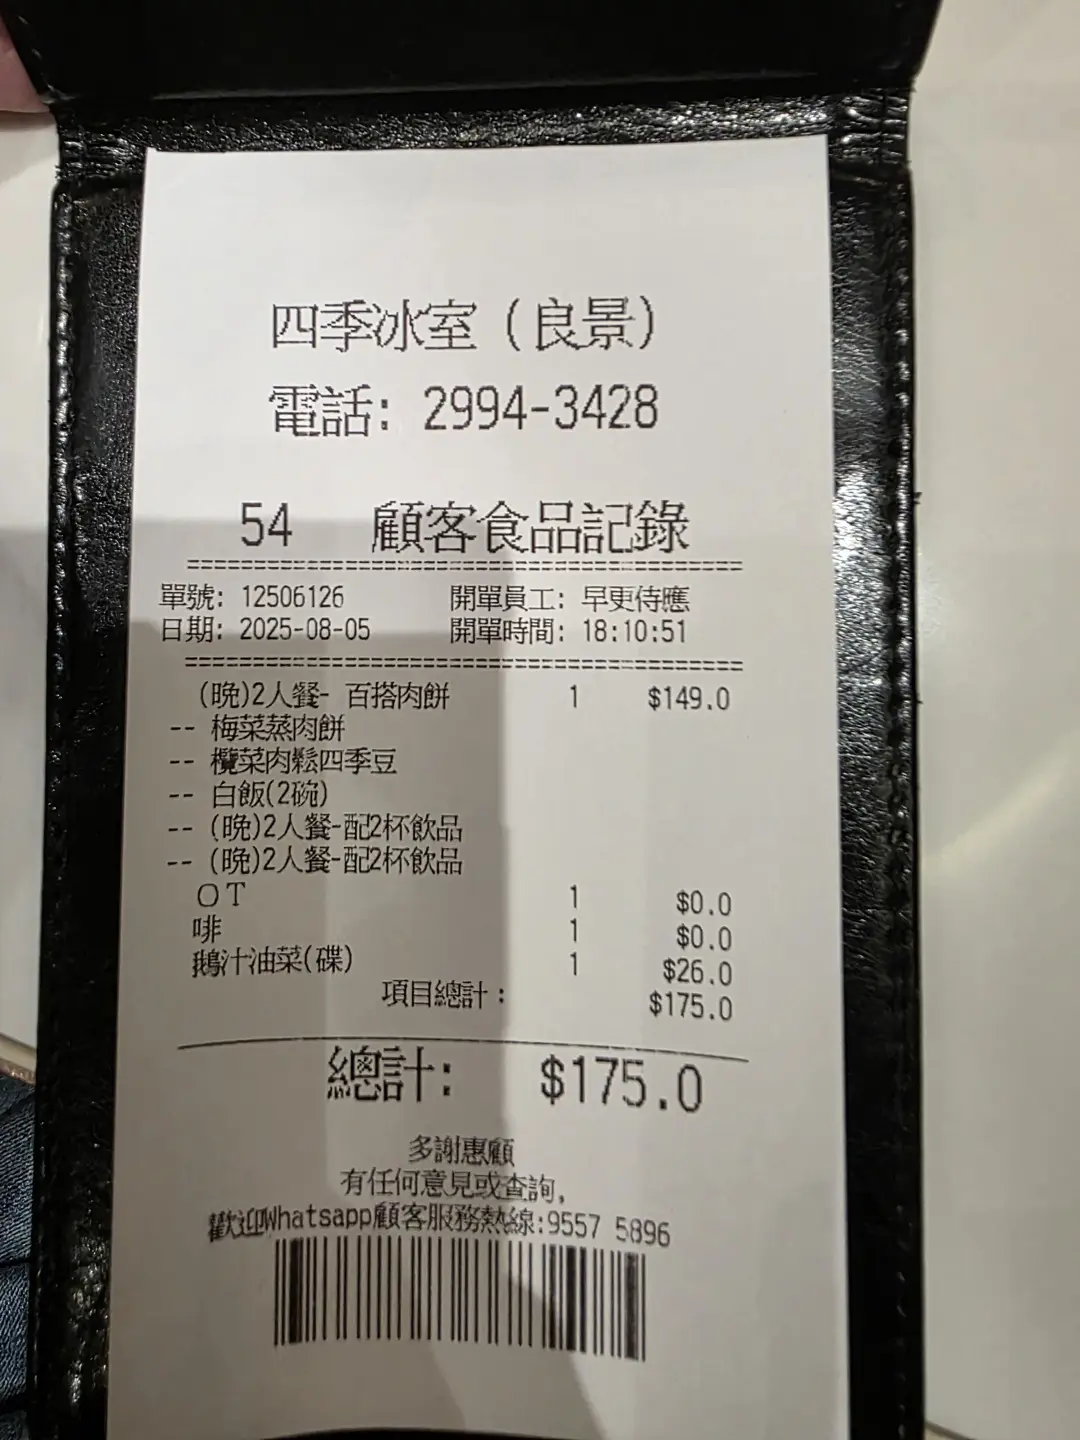 四季冰室(良景)
電話: 2994-3428
54 顧客食品記錄
單號: 12506126 開單員工: 早更侍應
日期: 2025-08-05 開單時間: 18:10:51
(晚)2人餐- 百搭肉餅 1 $149.0
-- 梅菜蒸肉餅
-- 欖菜肉鬆四季豆
-- 白飯(2碗)
-- (晚)2人餐-配2杯飲品
-- (晚)2人餐-配2杯飲品
OT 1 $0.0
啡 1 $0.0
鵝汁油菜(碟) 1 $26.0
項目總計: $175.0
總計: $175.0
多謝惠顧
有任何意見或查詢,
歡迎Whatsapp顧客服務熱線:9557 5896